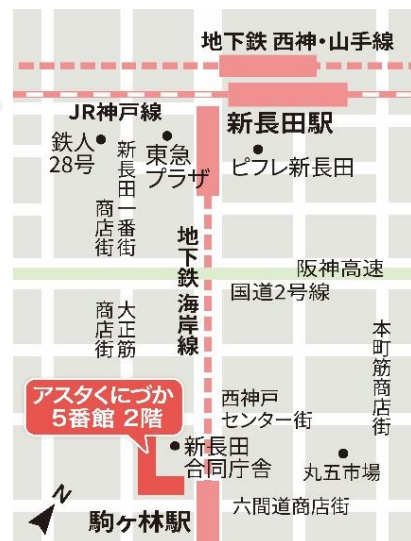 地下鉄 西神・山手線
JR神戸線
新長田駅
鉄人
28号
新長田一番街
商店街
東急
プラザ
ピフレ新長田
地下鉄 海岸線
阪神高速
国道2号線
大正筋
商店街
本町筋商店街
アスタくにづか
5番館 2階
西神戸
センター街
新長田
合同庁舎
丸五市場
六間道商店街
駒ヶ林駅
N